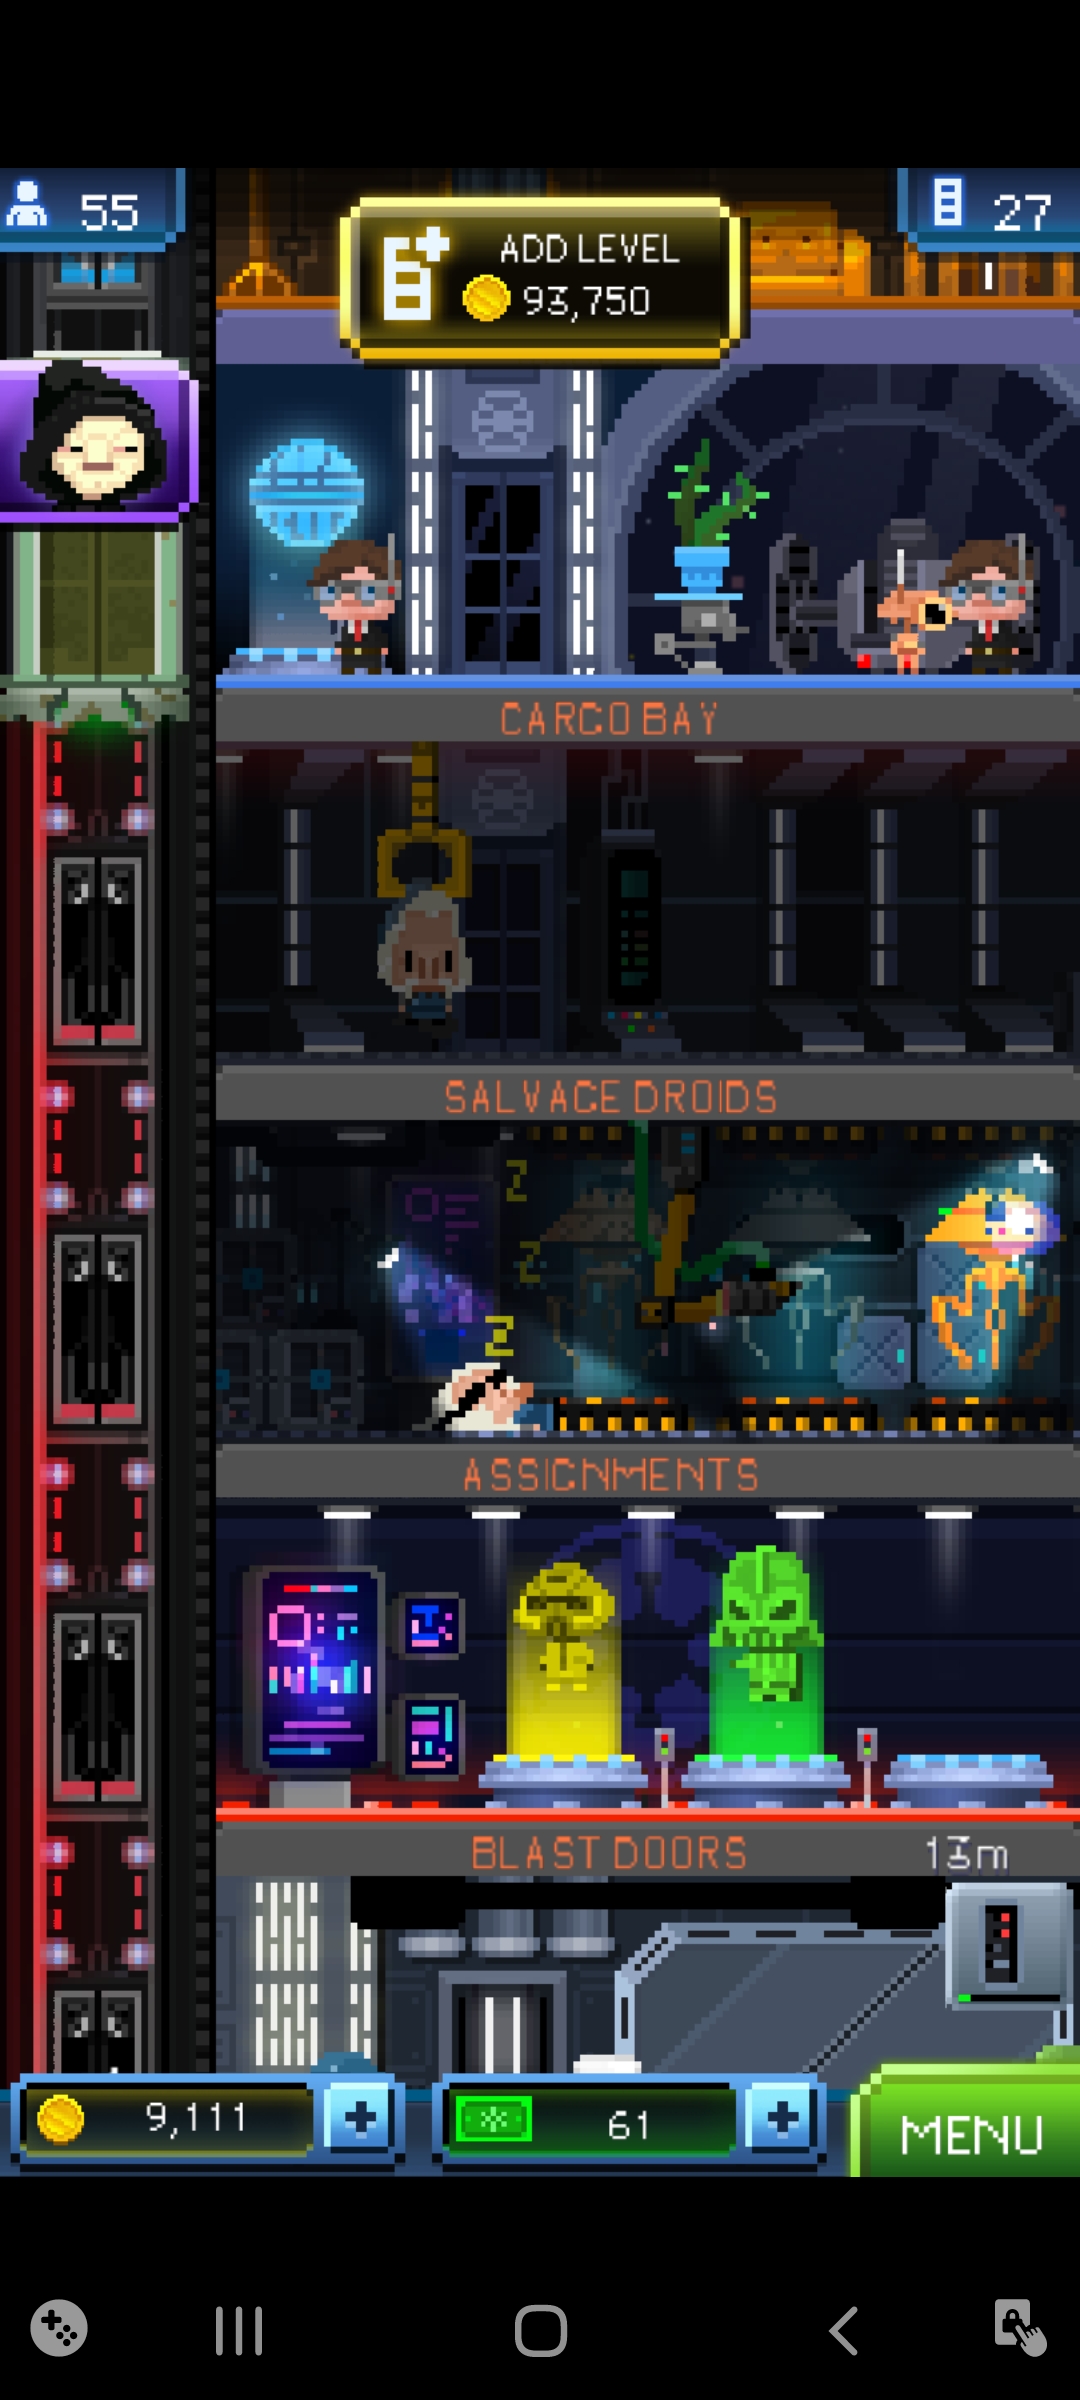 55
27
ADD LEVEL
93,750
CARGO BAY
SALVAGE DROIDS
Z
Z
Z
ASSIGNMENTS
BLAST DOORS
13m
9,111
61
MENU